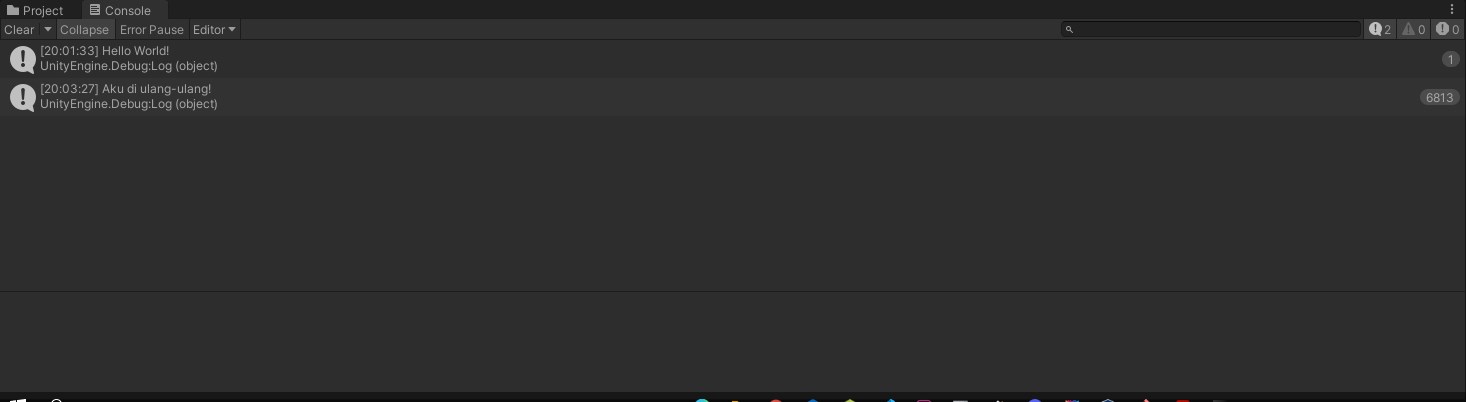 Project Console
Clear Collapse Error Pause Editor 2 0 0
[20:01:33] Hello World!
UnityEngine.Debug:Log (object) 1
[20:03:27] Aku di ulang-ulang!
UnityEngine.Debug:Log (object) 6813